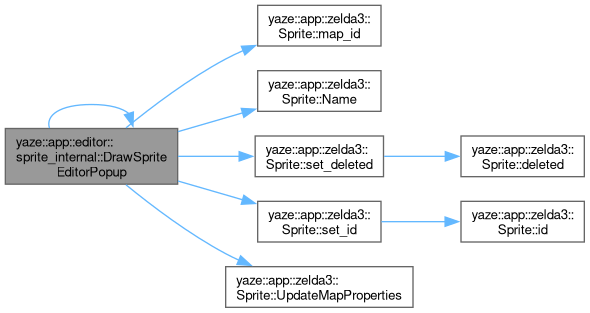 yaze::app::editor::
sprite_internal::DrawSprite
EditorPopup
yaze::app::zelda3::
Sprite::map_id
yaze::app::zelda3::
Sprite::Name
yaze::app::zelda3::
Sprite::set_deleted
yaze::app::zelda3::
Sprite::deleted
yaze::app::zelda3::
Sprite::set_id
yaze::app::zelda3::
Sprite::id
yaze::app::zelda3::
Sprite::UpdateMapProperties